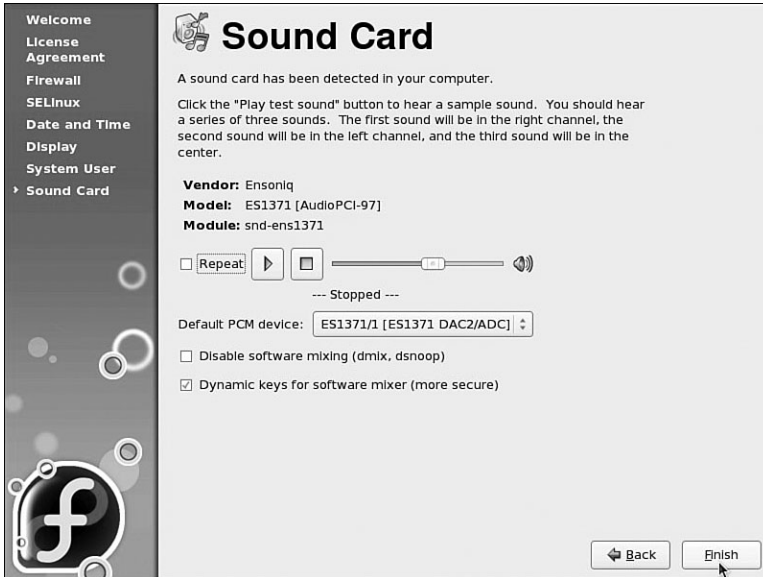 Welcome
License
Agreement
Firewall
SELinux
Date and Time
Display
System User
Sound Card
Sound Card
A sound card has been detected in your computer.
Click the "Play test sound" button to hear a sample sound. You should hear
a series of three sounds. The first sound will be in the right channel, the
second sound will be in the left channel, and the third sound will be in the
center.
Vendor: Ensoniq
Model: ES1371 [AudioPCI-97]
Module: snd-ens1371
Repeat
--- Stopped ---
Default PCM device: ES1371/1 [ES1371 DAC2/ADC]
Disable software mixing (dmix, dsnoop)
Dynamic keys for software mixer (more secure)
Back Finish